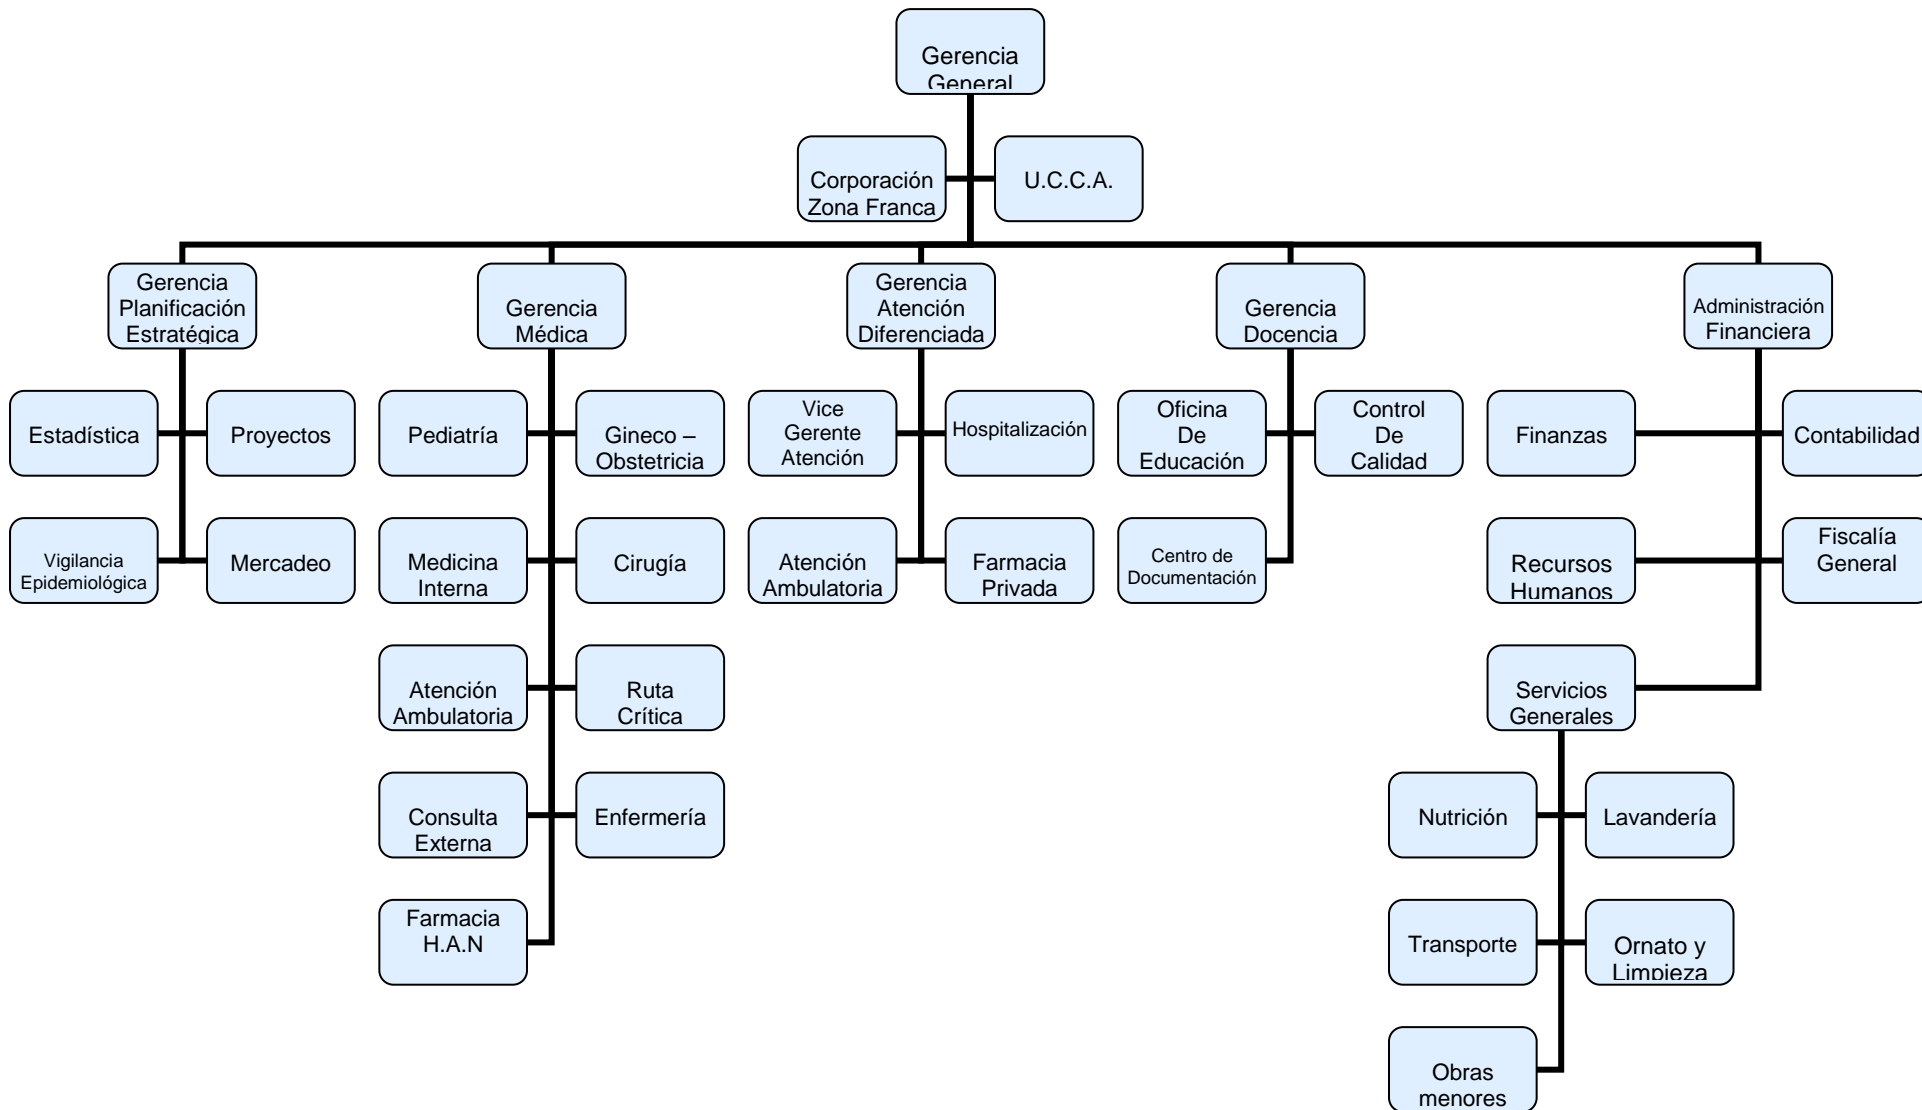 Gerencia
General
Corporación
Zona Franca
U.C.C.A.
Gerencia
Planificación
Estratégica
Gerencia
Médica
Gerencia
Atención
Diferenciada
Gerencia
Docencia
Administración
Financiera
Estadística
Proyectos
Pediatría
Gineco –
Obstetricia
Vice
Gerente
Atención
Hospitalización
Oficina
De
Educación
Control
De
Calidad
Finanzas
Contabilidad
Vigilancia
Epidemiológica
Mercadeo
Medicina
Interna
Cirugía
Atención
Ambulatoria
Farmacia
Privada
Centro de
Documentación
Recursos
Humanos
Fiscalía
General
Atención
Ambulatoria
Ruta
Crítica
Servicios
Generales
Consulta
Externa
Enfermería
Nutrición
Lavandería
Farmacia
H.A.N
Transporte
Ornato y
Limpieza
Obras
menores